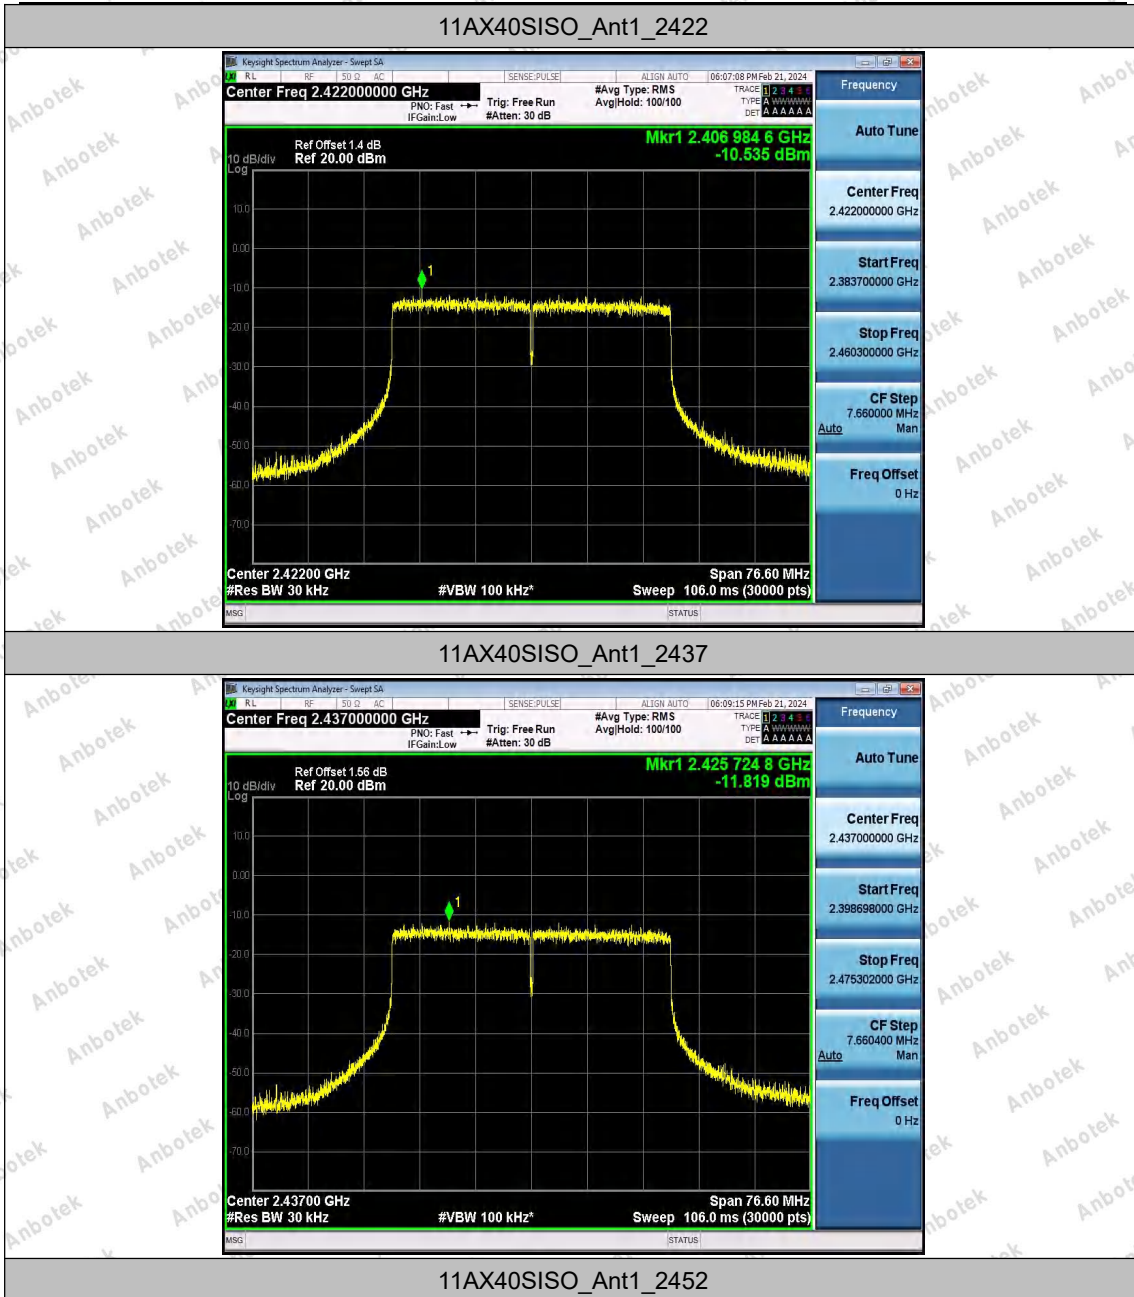 11AX40SISO_Ant1_2422
Keysight Spectrum Analyzer - Swept SA
RL RF 50 Ω AC SENSE:PULSE ALIGN AUTO 06:07:08 PM Feb 21, 2024
Center Freq 2.422000000 GHz
PNO: Fast
IFGain:Low
Trig: Free Run
#Atten: 30 dB
#Avg Type: RMS
Avg|Hold: 100/100
TRACE 1 2 3 4 5 6
TYPE A W W W W W
DET A A A A A A
Ref Offset 1.4 dB
10 dB/div Ref 20.00 dBm
Log
Mkr1 2.406 984 6 GHz
-10.535 dBm
10.0
0.00
-10.0
-20.0
-30.0
-40.0
-50.0
-60.0
-70.0
1
Center 2.42200 GHz Span 76.60 MHz
#Res BW 30 kHz #VBW 100 kHz* Sweep 106.0 ms (30000 pts)
MSG STATUS
Frequency
Auto Tune
Center Freq
2.422000000 GHz
Start Freq
2.383700000 GHz
Stop Freq
2.460300000 GHz
CF Step
7.660000 MHz
Auto Man
Freq Offset
0 Hz
11AX40SISO_Ant1_2437
Keysight Spectrum Analyzer - Swept SA
RL RF 50 Ω AC SENSE:PULSE ALIGN AUTO 06:09:15 PM Feb 21, 2024
Center Freq 2.437000000 GHz
PNO: Fast
IFGain:Low
Trig: Free Run
#Atten: 30 dB
#Avg Type: RMS
Avg|Hold: 100/100
TRACE 1 2 3 4 5 6
TYPE A W W W W W
DET A A A A A A
Ref Offset 1.56 dB
10 dB/div Ref 20.00 dBm
Log
Mkr1 2.425 724 8 GHz
-11.819 dBm
10.0
0.00
-10.0
-20.0
-30.0
-40.0
-50.0
-60.0
-70.0
1
Center 2.43700 GHz Span 76.60 MHz
#Res BW 30 kHz #VBW 100 kHz* Sweep 106.0 ms (30000 pts)
MSG STATUS
Frequency
Auto Tune
Center Freq
2.437000000 GHz
Start Freq
2.398698000 GHz
Stop Freq
2.475302000 GHz
CF Step
7.660400 MHz
Auto Man
Freq Offset
0 Hz
11AX40SISO_Ant1_2452
Anbotek